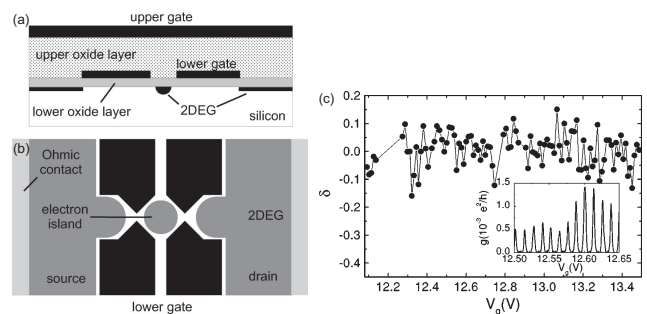 (a)
upper gate
upper oxide layer
lower gate
lower oxide layer
2DEG
silicon
(b)
Ohmic
contact
electron
island
2DEG
source
drain
lower gate
(c)
0.2
0.1
0.0
-0.1
-0.2
-0.3
-0.4
δ
12.2 12.4 12.6 12.8 13.0 13.2 13.4
V_g(V)
1.5
1.0
0.5
0.0
g(10⁻³ e²/h)
12.50 12.55 12.60 12.65
V_g(V)